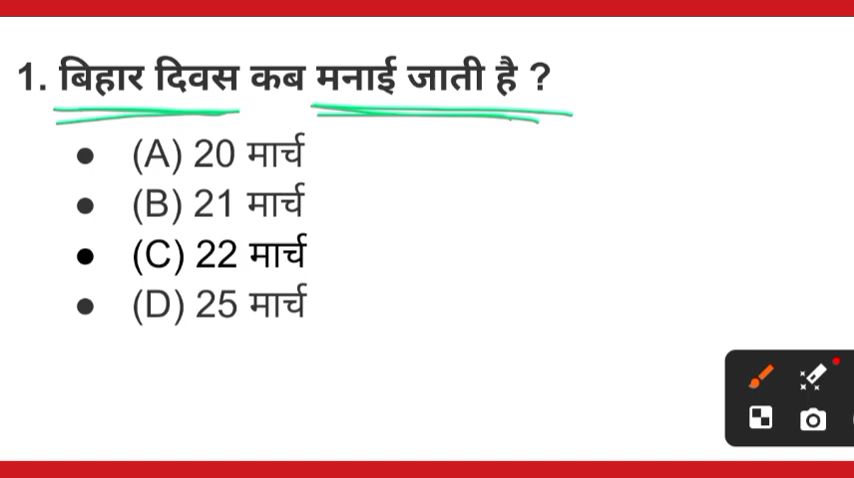 1. बिहार दिवस कब मनाई जाती है ?
● (A) 20 मार्च
● (B) 21 मार्च
● (C) 22 मार्च
● (D) 25 मार्च